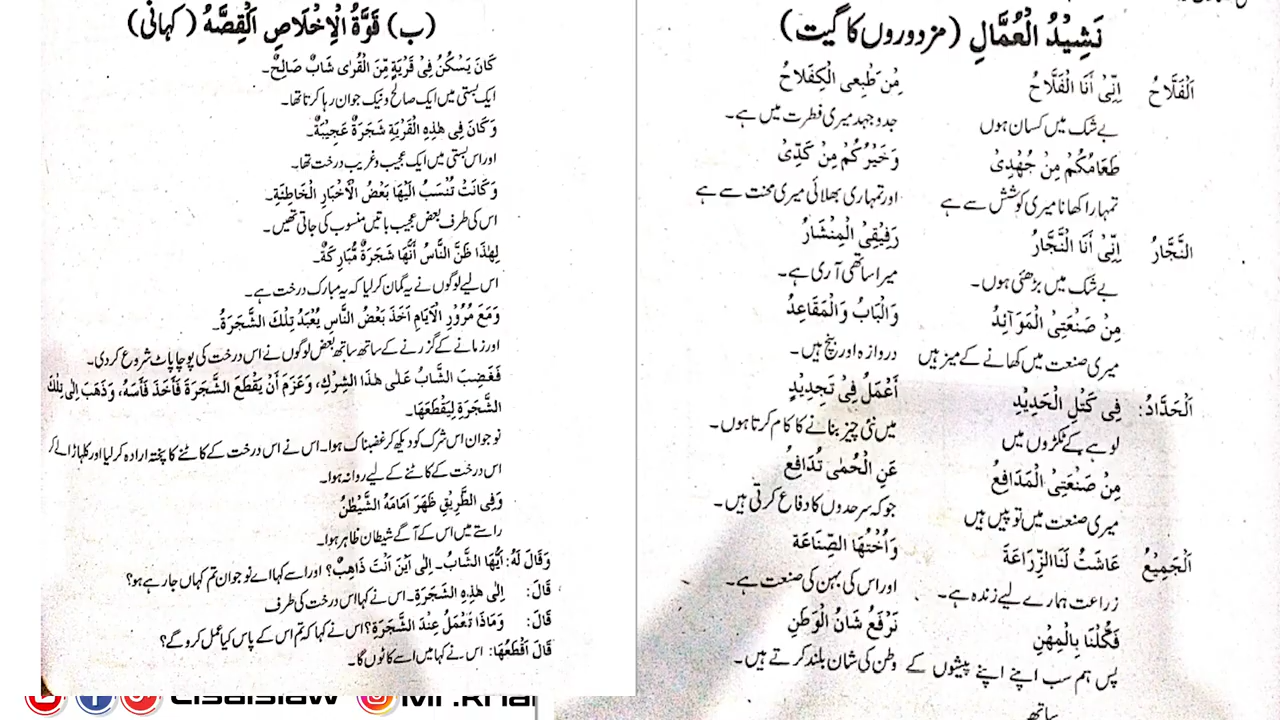 نَشِيْدُ الْعُمَّالِ (مزدوروں کا گیت)
اَلْفَلَّاحُ اِنِّیْ اَنَا الْفَلَّاحُ مِنْ طَبْعِی الْکِفَلَاحُ
بے شک میں کسان ہوں جدوجہد میری فطرت میں ہے۔
طَعَامُکُمْ مِنْ جُهْدِیْ وَخَیْرُکُمْ مِنْ کَدِّیْ
تمہارا کھانا میری کوشش سے ہے اور تمہاری بھلائی میری محنت سے ہے
اَلنَّجَّارُ اِنِّیْ اَنَا النَّجَّارُ رَفِیْقِیْ الْمِنْشَارُ
بے شک میں بڑھئی ہوں۔ میرا ساتھی آری ہے۔
مِنْ صَنْعَتِیْ الْمَوَآئِدُ وَالْبَابُ وَالْمَقَاعِدُ
میری صنعت میں کھانے کے میز ہیں دروازہ اور بنچ ہیں۔
اَلْحَدَّادُ: فِیْ کَتَلِ الْحَدِیْدِ أَعْمَلُ فِیْ تَجِدِیْدٍ
لوہے کے ٹکڑوں میں میں نئی چیز بنانے کا کام کرتا ہوں۔
مِنْ صَنْعَتِیْ الْمَدَافِعُ عَنِ الْحُمٰی تُدَافِعُ
میری صنعت میں توپیں ہیں جو کہ سرحدوں کا دفاع کرتی ہیں۔
اَلْجَمِیْعُ عَاشَتْ لَنَا الزِّرَاعَةَ وَاُخْتُهَا الصِّنَاعَة
زراعت ہمارے لیے زندہ ہے۔ اور اس کی بہن کی صنعت ہے۔
فَکُلُّنَا بِالْمِهْنِ نَرْفَعُ شَانُ الْوَطَنِ
پس ہم سب اپنے اپنے پیشوں کے وطن کی شان بلند کرتے ہیں۔
ساتھ
(ب) قُوَّةُ الْاِخْلَاصِ اَلْقِصَّهُ (کہانی)
کَانَ یَسْکُنُ فِیْ قَرْیَةٍ مِّنَ الْقُرٰی شَابٌ صَالِحٌ۔
ایک بستی میں ایک صالح و نیک جوان رہا کرتا تھا۔
وَکَانَ فِی هٰذِهِ الْقَرْیَةِ شَجَرَةٌ عَجِیْبَةٌ۔
اور اس بستی میں ایک عجیب و غریب درخت تھا۔
وَکَانَتْ تُنْسَبُ اِلَیْهَا بَعْضُ الْاَخْبَارِ الْخَاطِئَةِ۔
اس کی طرف بعض عجیب باتیں منسوب کی جاتی تھیں۔
لِهٰذَا ظَنَّ النَّاسُ أَنَّهَا شَجَرَةٌ مُّبَارِکَةٌ۔
اس لیے لوگوں نے یہ گمان کر لیا کہ یہ مبارک درخت ہے۔
وَمَعَ مُرُوْرِ الْاَیَّامِ اَخَذَ بَعْضُ النَّاسِ یُعْبَدُ تِلْكَ الشَّجَرَةُ۔
اور زمانے کے گزرنے کے ساتھ ساتھ بعض لوگوں نے اس درخت کی پوجا پاٹ شروع کر دی۔
فَغَضِبَ الشَّابُ عَلٰی هٰذَا الشِرْكِ، وَعَزَمَ أَنْ یَقْطَعَ الشَّجَرَةَ فَأَخَذَ فَأْسَهُ، وَذَهَبَ اِلٰی تِلْكَ
الشَّجَرَةِ لِیَقْطَعَهَا۔
نوجوان اس شرک کو دیکھ کر غضبناک ہوا۔ اس نے اس درخت کے کاٹنے کا پختہ ارادہ کر لیا اور کلہاڑا لے کر
اس درخت کے کاٹنے کے لیے روانہ ہوا۔
وَفِی الطَّرِیْقِ ظَهَرَ اَمَامَهُ الشَّیْطٰنُ
راستے میں اس کے آگے شیطان ظاہر ہوا۔
وَقَالَ لَهُ: اَیُّهَا الشَّابُ۔ اِلٰی اَیْنَ اَنْتَ ذَاهِبٌ؟ اور اسے کہا اے نوجوان تم کہاں جا رہے ہو؟
قَالَ: اِلٰی هٰذِهِ الشَّجَرَةِ۔ اس نے کہا اس درخت کی طرف
قَالَ: وَمَاذَا تَعْمَلُ عِنْدَ الشَّجَرَةِ؟ اس نے کہا کہ تم اس کے پاس کیا عمل کرو گے؟
قَالَ اَقْطَعُهَا: اس نے کہا میں اسے کاٹوں گا۔